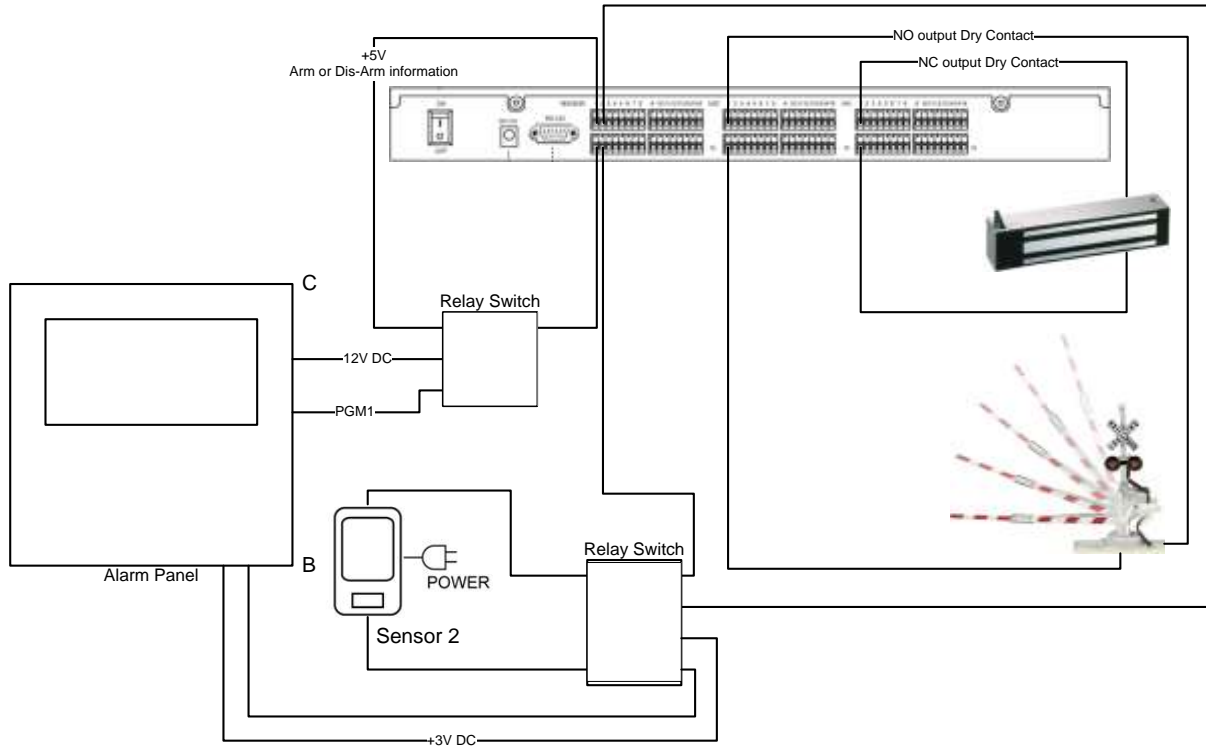 NO output Dry Contact
+5V
Arm or Dis-Arm information
NC output Dry Contact
C
Relay Switch
12V DC
PGM1
Relay Switch
B
POWER
Alarm Panel
Sensor 2
+3V DC